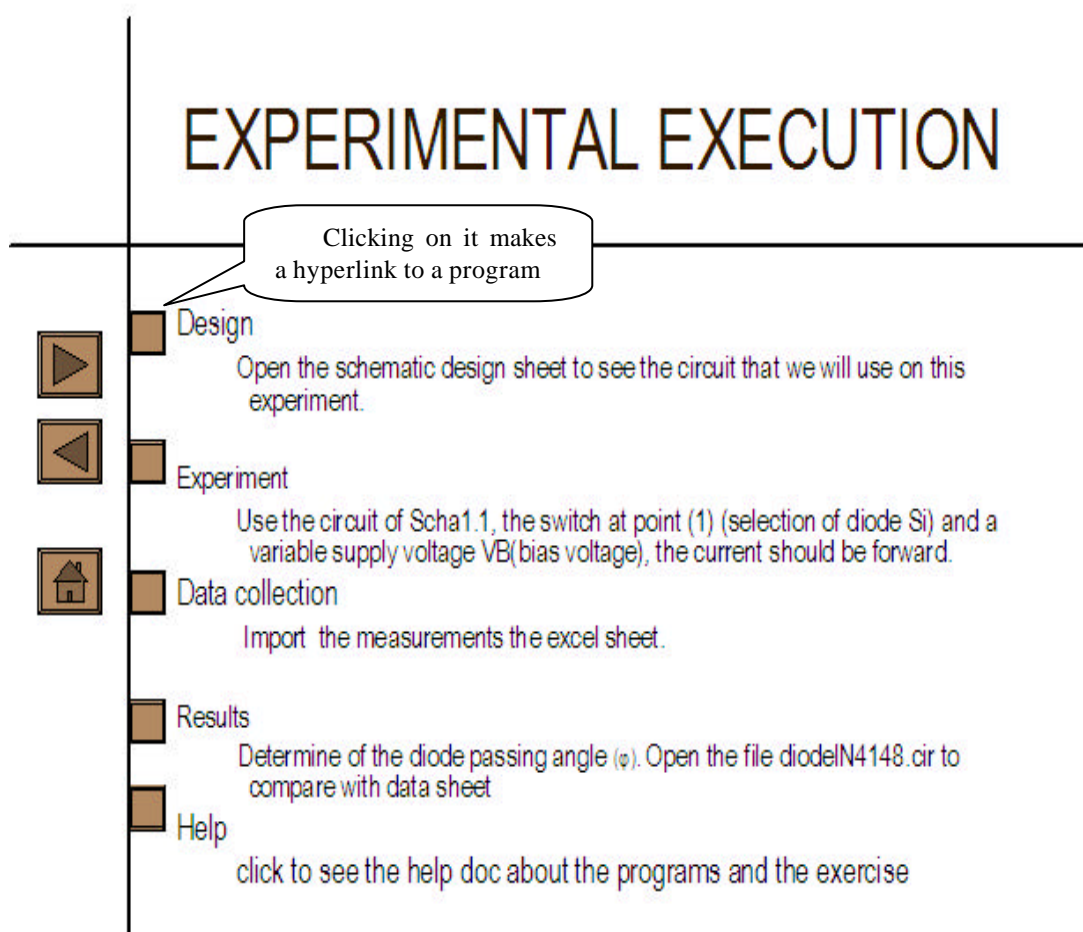 EXPERIMENTAL EXECUTION
Clicking on it makes
a hyperlink to a program
Design
Open the schematic design sheet to see the circuit that we will use on this
experiment.
Experiment
Use the circuit of Scha1.1, the switch at point (1) (selection of diode Si) and a
variable supply voltage VB(bias voltage), the current should be forward.
Data collection
Import the measurements the excel sheet.
Results
Determine of the diode passing angle (φ). Open the file diodeIN4148.cir to
compare with data sheet
Help
click to see the help doc about the programs and the exercise